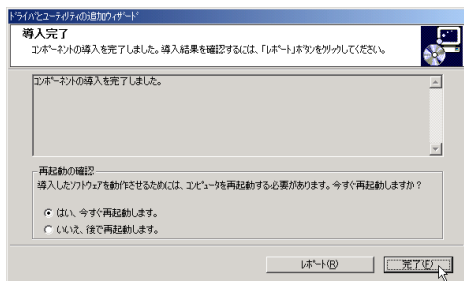 ﾄﾞﾗｲﾊﾞとﾕｰﾃｨﾘﾃｨの追加ｳｨｻﾞｰﾄﾞ
導入完了
ｺﾝﾎﾟｰﾈﾝﾄの導入を完了しました。導入結果を確認するには、「ﾚﾎﾟｰﾄ」ﾎﾞﾀﾝをｸﾘｯｸしてください。
ｺﾝﾎﾟｰﾈﾝﾄの導入を完了しました。
再起動の確認
導入したｿﾌﾄｳｪｱを動作させるためには、ｺﾝﾋﾟｭｰﾀを再起動する必要があります。今すぐ再起動しますか？
はい、今すぐ再起動します。
いいえ、後で再起動します。
ﾚﾎﾟｰﾄ(R)
完了(F)